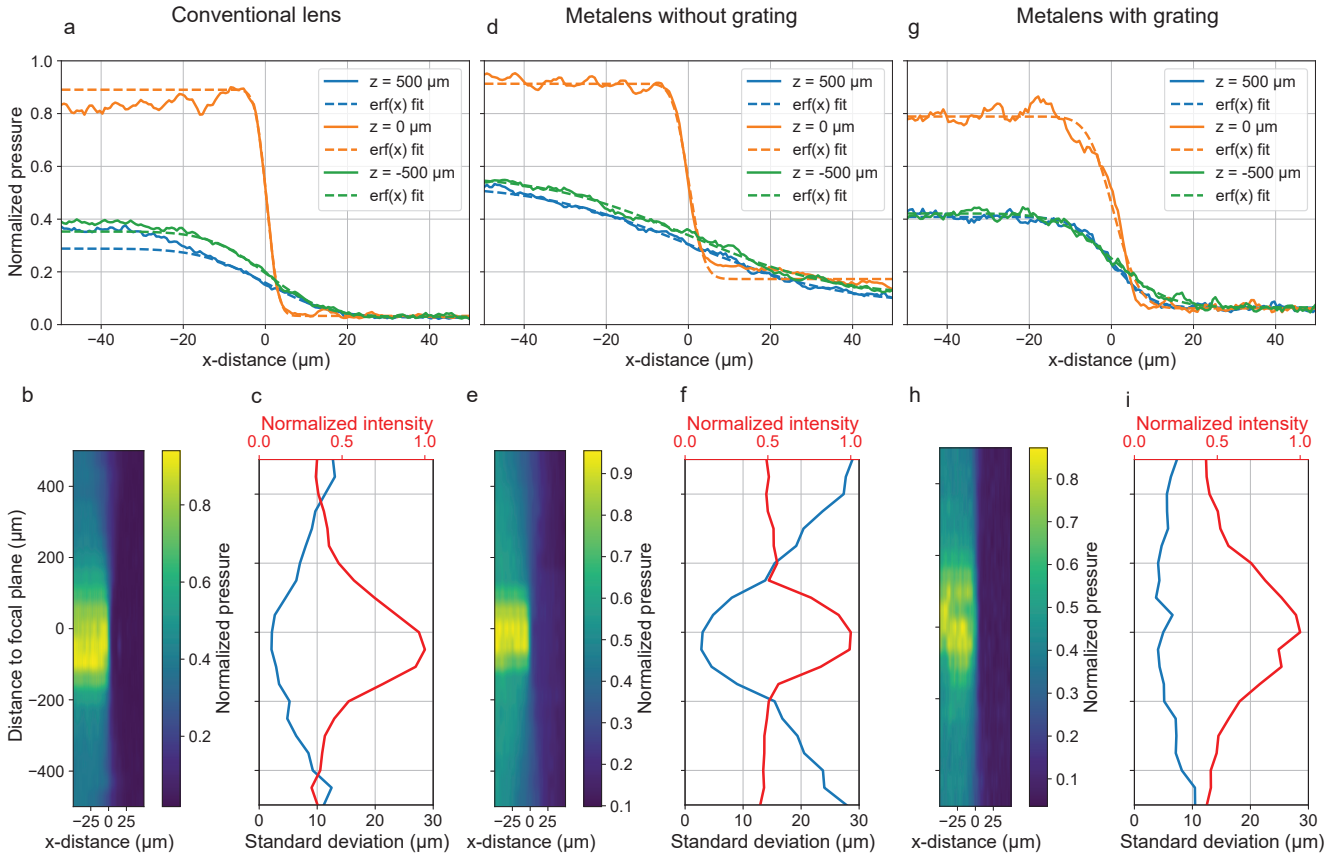 Conventional lens
Metalens without grating
Metalens with grating
a
d
g
Normalized pressure
1.0
0.8
0.6
0.4
0.2
0.0
z = 500 µm
erf(x) fit
z = 0 µm
erf(x) fit
z = -500 µm
erf(x) fit
−40 −20 0 20 40
x-distance (µm)
z = 500 µm
erf(x) fit
z = 0 µm
erf(x) fit
z = -500 µm
erf(x) fit
−40 −20 0 20 40
x-distance (µm)
z = 500 µm
erf(x) fit
z = 0 µm
erf(x) fit
z = -500 µm
erf(x) fit
−40 −20 0 20 40
x-distance (µm)
b
Distance to focal plane (µm)
400
200
0
−200
−400
−25 0 25
x-distance (µm)
0.8
0.6
0.4
0.2
Normalized pressure
c
Normalized intensity
0.0 0.5 1.0
0 10 20 30
Standard deviation (µm)
e
−25 0 25
x-distance (µm)
0.9
0.8
0.7
0.6
0.5
0.4
0.3
0.2
0.1
Normalized pressure
f
Normalized intensity
0.0 0.5 1.0
0 10 20 30
Standard deviation (µm)
h
−25 0 25
x-distance (µm)
0.8
0.7
0.6
0.5
0.4
0.3
0.2
0.1
Normalized pressure
i
Normalized intensity
0.0 0.5 1.0
0 10 20 30
Standard deviation (µm)